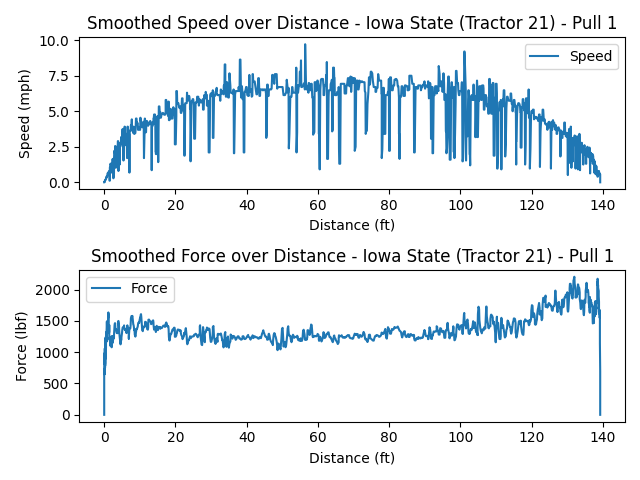 Smoothed Speed over Distance - Iowa State (Tractor 21) - Pull 1
10.0
7.5
5.0
2.5
0.0
Speed (mph)
Speed
0 20 40 60 80 100 120 140
Distance (ft)
Smoothed Force over Distance - Iowa State (Tractor 21) - Pull 1
2000
1500
1000
500
0
Force (lbf)
Force
0 20 40 60 80 100 120 140
Distance (ft)